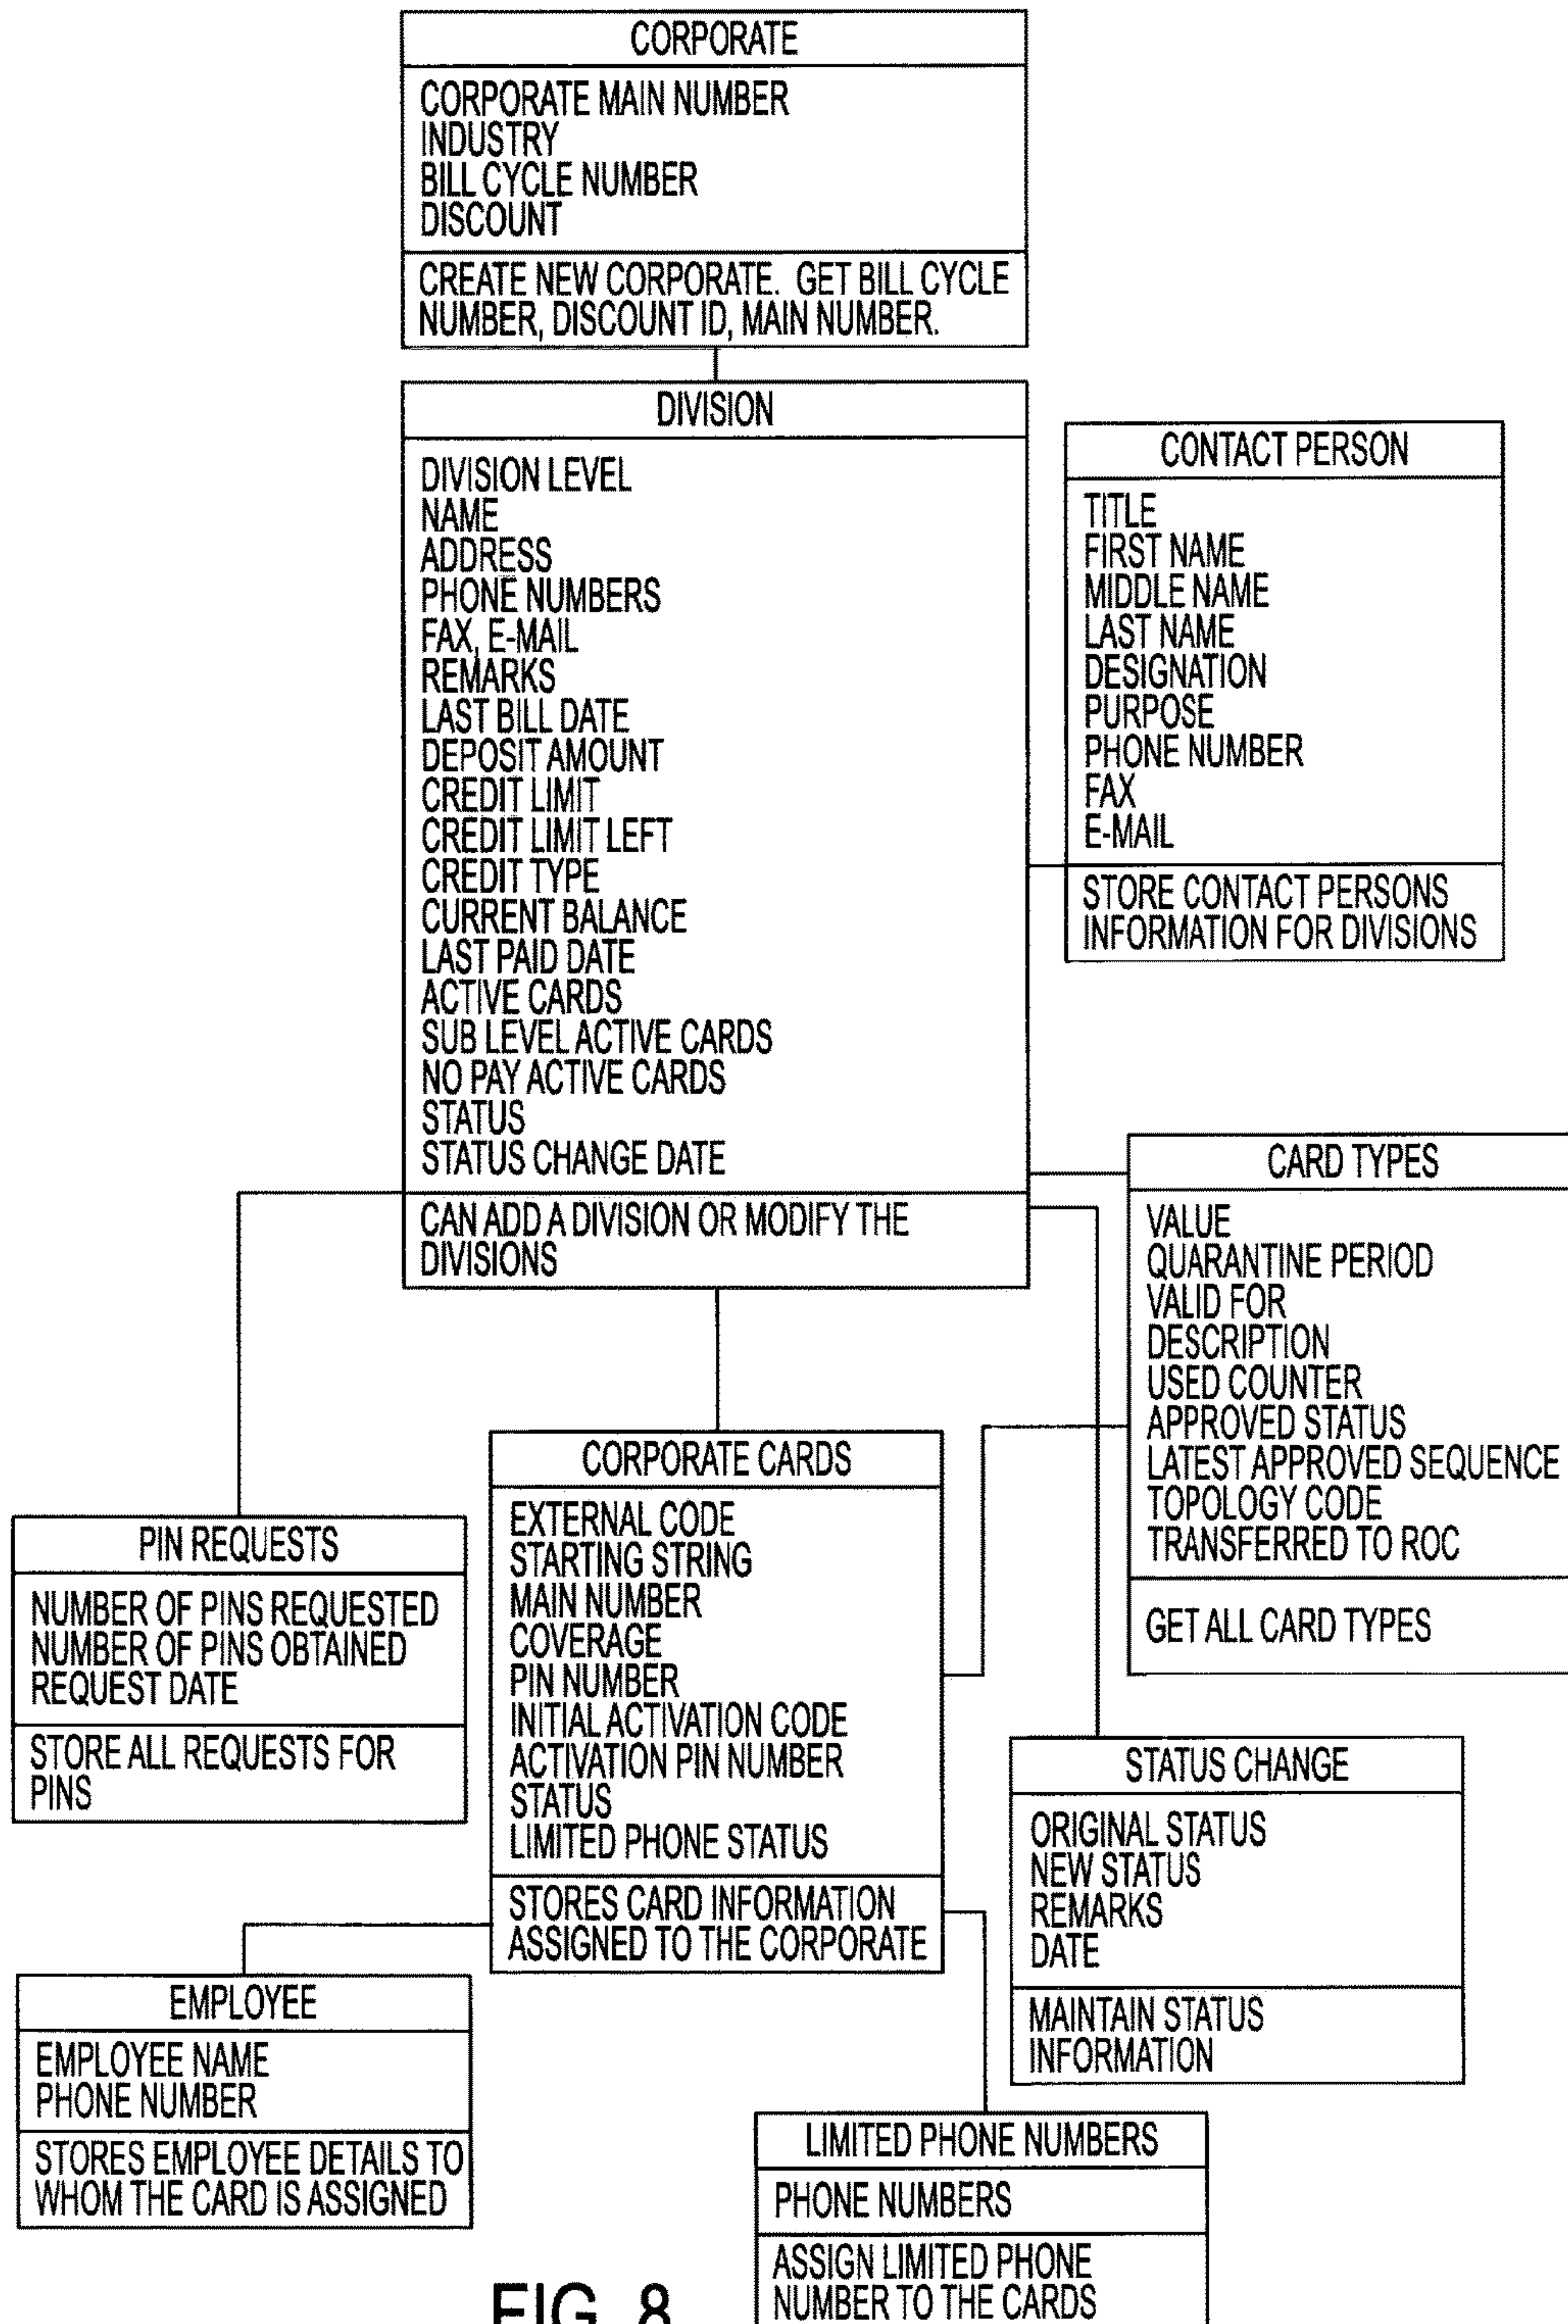 CORPORATE
CORPORATE MAIN NUMBER
INDUSTRY
BILL CYCLE NUMBER
DISCOUNT
CREATE NEW CORPORATE. GET BILL CYCLE
NUMBER, DISCOUNT ID, MAIN NUMBER.
DIVISION
DIVISION LEVEL
NAME
ADDRESS
PHONE NUMBERS
FAX, E-MAIL
REMARKS
LAST BILL DATE
DEPOSIT AMOUNT
CREDIT LIMIT
CREDIT LIMIT LEFT
CREDIT TYPE
CURRENT BALANCE
LAST PAID DATE
ACTIVE CARDS
SUB LEVEL ACTIVE CARDS
NO PAY ACTIVE CARDS
STATUS
STATUS CHANGE DATE
CAN ADD A DIVISION OR MODIFY THE
DIVISIONS
CONTACT PERSON
TITLE
FIRST NAME
MIDDLE NAME
LAST NAME
DESIGNATION
PURPOSE
PHONE NUMBER
FAX
E-MAIL
STORE CONTACT PERSONS
INFORMATION FOR DIVISIONS
CARD TYPES
VALUE
QUARANTINE PERIOD
VALID FOR
DESCRIPTION
USED COUNTER
APPROVED STATUS
LATEST APPROVED SEQUENCE
TOPOLOGY CODE
TRANSFERRED TO ROC
GET ALL CARD TYPES
PIN REQUESTS
NUMBER OF PINS REQUESTED
NUMBER OF PINS OBTAINED
REQUEST DATE
STORE ALL REQUESTS FOR
PINS
CORPORATE CARDS
EXTERNAL CODE
STARTING STRING
MAIN NUMBER
COVERAGE
PIN NUMBER
INITIAL ACTIVATION CODE
ACTIVATION PIN NUMBER
STATUS
LIMITED PHONE STATUS
STORES CARD INFORMATION
ASSIGNED TO THE CORPORATE
STATUS CHANGE
ORIGINAL STATUS
NEW STATUS
REMARKS
DATE
MAINTAIN STATUS
INFORMATION
EMPLOYEE
EMPLOYEE NAME
PHONE NUMBER
STORES EMPLOYEE DETAILS TO
WHOM THE CARD IS ASSIGNED
LIMITED PHONE NUMBERS
PHONE NUMBERS
ASSIGN LIMITED PHONE
NUMBER TO THE CARDS
FIG. 8